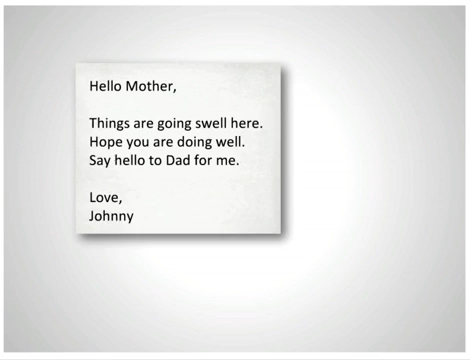 Hello Mother,
Things are going swell here.
Hope you are doing well.
Say hello to Dad for me.
Love,
Johnny